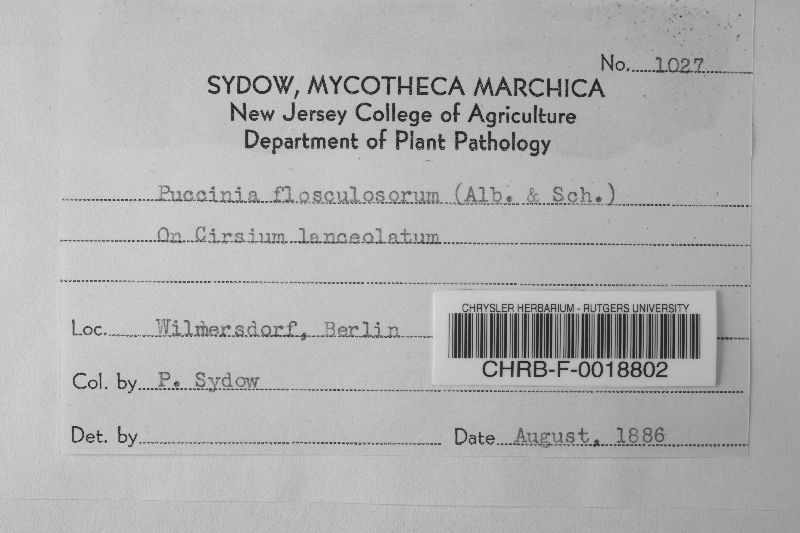 No. 1027
SYDOW, MYCOTHECA MARCHICA
New Jersey College of Agriculture
Department of Plant Pathology
Puccinia flosculosorum (Alb. & Sch.)
On Cirsium lanceolatum
CHRYSLER HERBARIUM - RUTGERS UNIVERSITY
CHRB-F-0018802
Loc. Wilmersdorf, Berlin
Col. by P. Sydow
Det. by
Date August, 1886